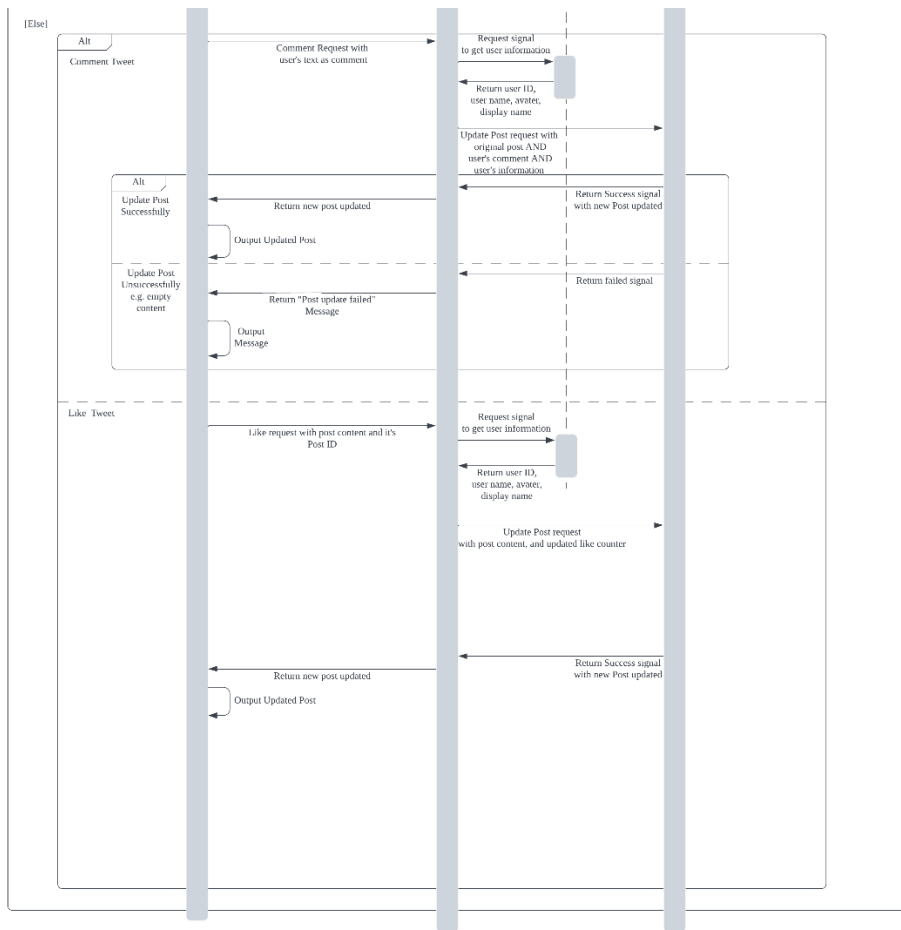 [Else]
Alt
Comment Tweet
Comment Request with
user's text as comment
Request signal
to get user information
Return user ID,
user name, avater,
display name
Update Post request with
original post AND
user's comment AND
user's information
Alt
Update Post
Successfully
Return Success signal
with new Post updated
Return new post updated
Output Updated Post
Update Post
Unsuccessfully
e.g. empty
content
Return failed signal
Return "Post update failed"
Message
Output
Message
Like Tweet
Like request with post content and it's
Post ID
Request signal
to get user information
Return user ID,
user name, avater,
display name
Update Post request
with post content, and updated like counter
Return Success signal
with new Post updated
Return new post updated
Output Updated Post